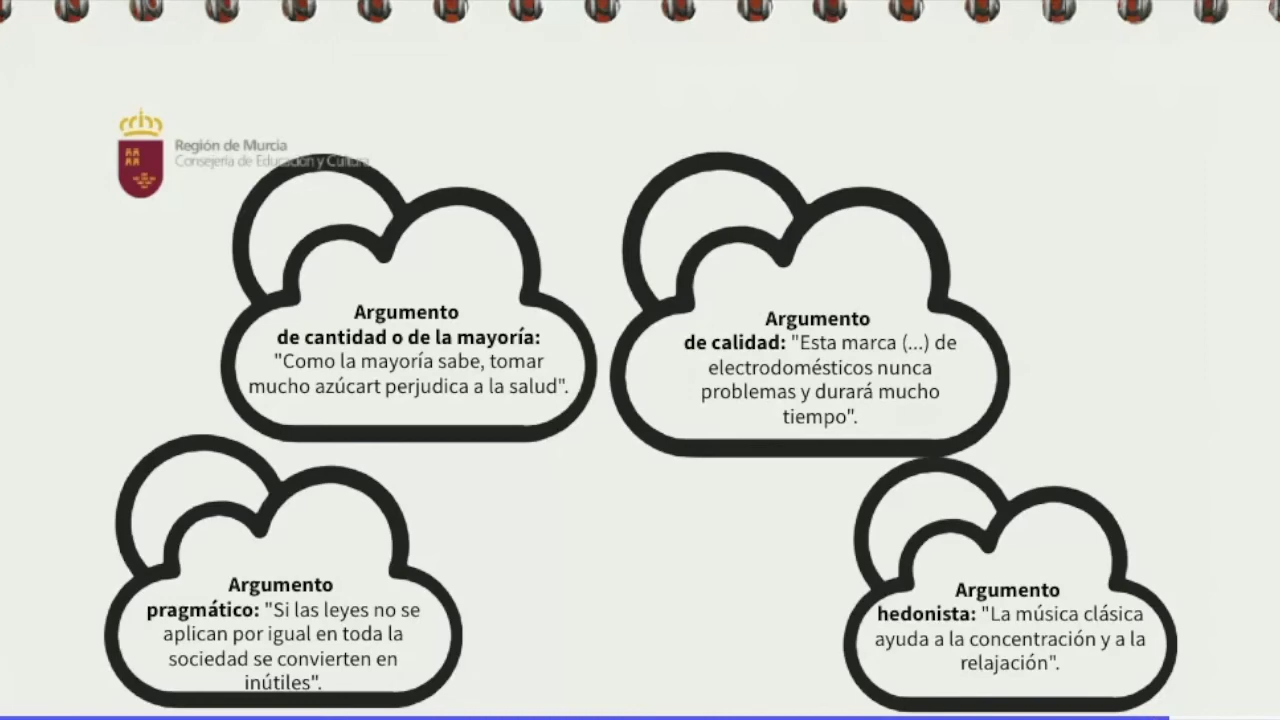 Región de Murcia
Consejería de Educación y Cultura
Argumento
de cantidad o de la mayoría:
"Como la mayoría sabe, tomar
mucho azúcart perjudica a la salud".
Argumento
de calidad: "Esta marca (...) de
electrodomésticos nunca
problemas y durará mucho
tiempo".
Argumento
pragmático: "Si las leyes no se
aplican por igual en toda la
sociedad se convierten en
inútiles".
Argumento
hedonista: "La música clásica
ayuda a la concentración y a la
relajación".